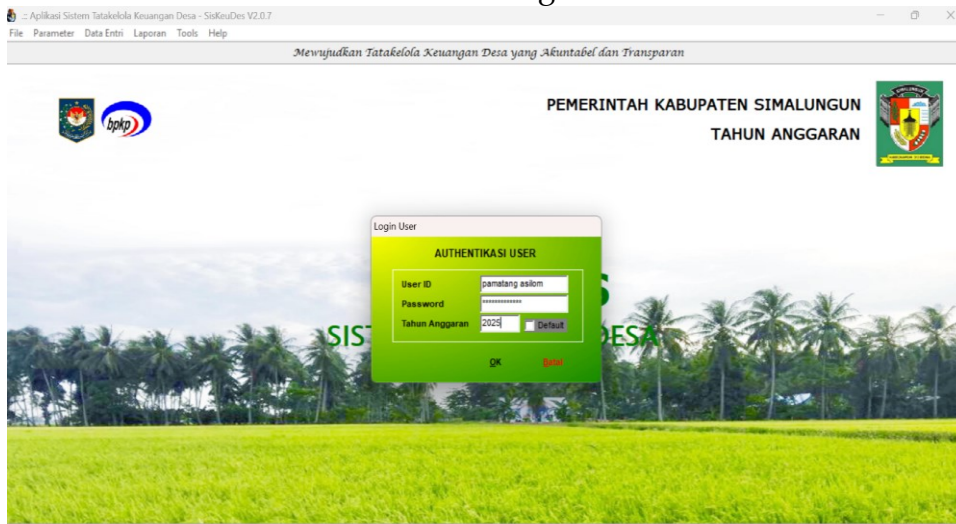 .:: Aplikasi Sistem Tatakelola Keuangan Desa - SisKeuDes V2.0.7
File Parameter Data Entri Laporan Tools Help
Mewujudkan Tatakelola Keuangan Desa yang Akuntabel dan Transparan
bpkp
PEMERINTAH KABUPATEN SIMALUNGUN
TAHUN ANGGARAN
Login User
AUTHENTIKASI USER
User ID pamatang asilom
Password *************
Tahun Anggaran 2025 Default
OK Batal
S
SIS DESA